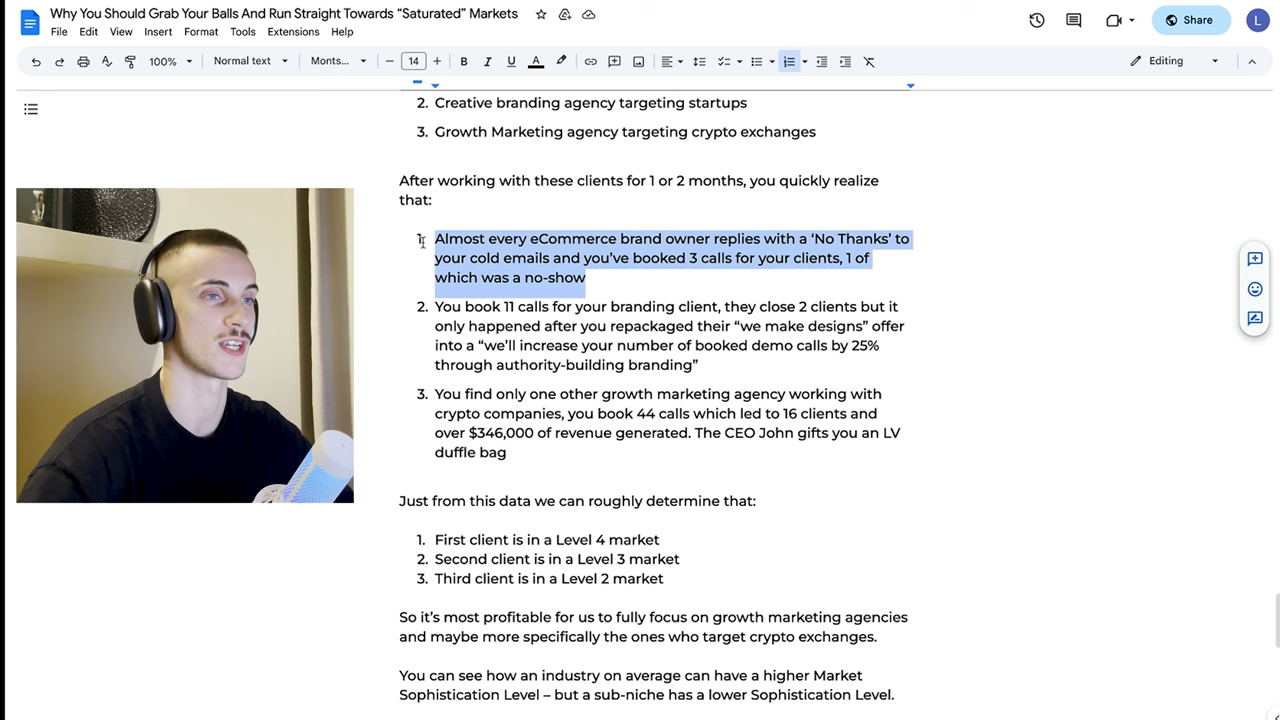 Why You Should Grab Your Balls And Run Straight Towards “Saturated” Markets
File Edit View Insert Format Tools Extensions Help
Share
L
100%
Normal text
Monts...
14
B I U A
Editing
2. Creative branding agency targeting startups
3. Growth Marketing agency targeting crypto exchanges
After working with these clients for 1 or 2 months, you quickly realize
that:
1. Almost every eCommerce brand owner replies with a ‘No Thanks’ to
your cold emails and you’ve booked 3 calls for your clients, 1 of
which was a no-show
2. You book 11 calls for your branding client, they close 2 clients but it
only happened after you repackaged their “we make designs” offer
into a “we’ll increase your number of booked demo calls by 25%
through authority-building branding”
3. You find only one other growth marketing agency working with
crypto companies, you book 44 calls which led to 16 clients and
over $346,000 of revenue generated. The CEO John gifts you an LV
duffle bag
Just from this data we can roughly determine that:
1. First client is in a Level 4 market
2. Second client is in a Level 3 market
3. Third client is in a Level 2 market
So it’s most profitable for us to fully focus on growth marketing agencies
and maybe more specifically the ones who target crypto exchanges.
You can see how an industry on average can have a higher Market
Sophistication Level – but a sub-niche has a lower Sophistication Level.